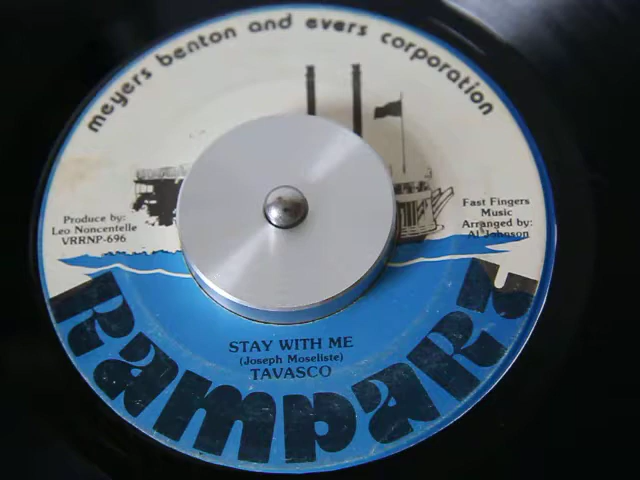 meyers benton and evers corporation
Produce by:
Leo Noncentelle
VRRNP-696
Fast Fingers
Music
Arranged by:
Al Johnson
STAY WITH ME
(Joseph Moseliste)
TAVASCO
RAMPART